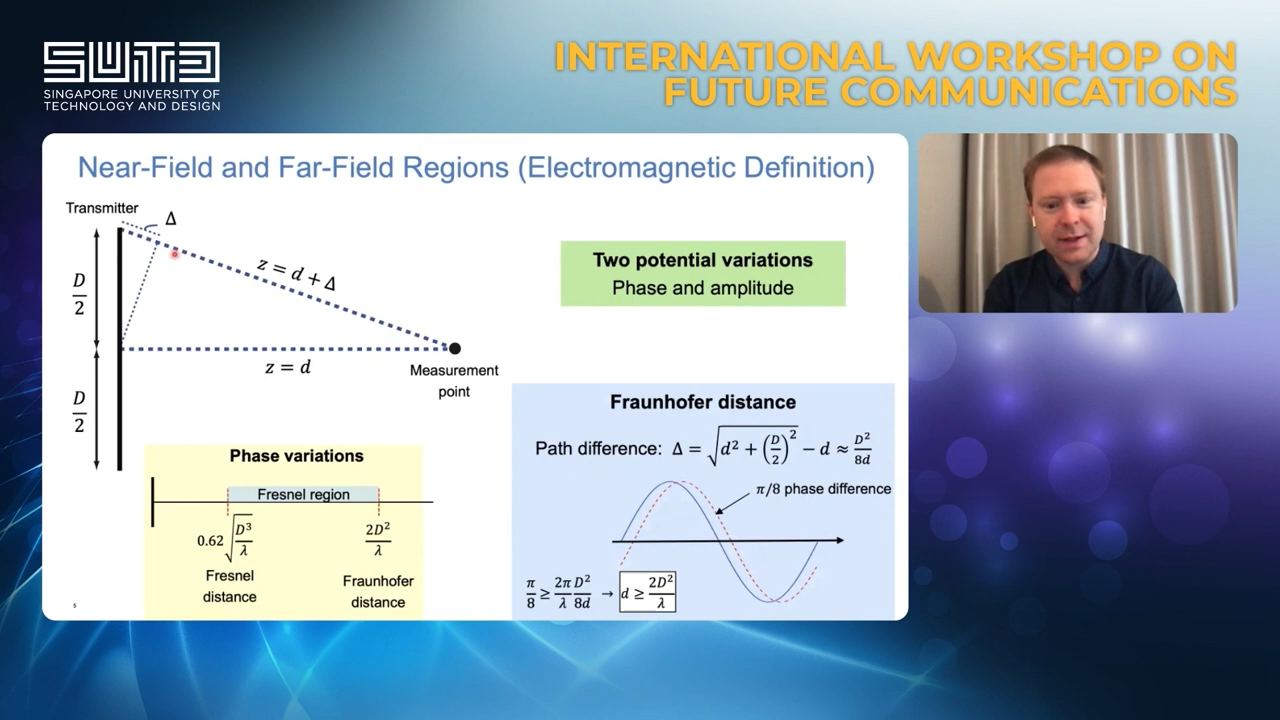 SUTD
SINGAPORE UNIVERSITY OF
TECHNOLOGY AND DESIGN
INTERNATIONAL WORKSHOP ON
FUTURE COMMUNICATIONS
Near-Field and Far-Field Regions (Electromagnetic Definition)
Transmitter
Δ
D/2
z = d + Δ
z = d
Measurement
point
D/2
Two potential variations
Phase and amplitude
Phase variations
Fresnel region
0.62√(D³/λ)
2D²/λ
Fresnel
distance
Fraunhofer
distance
Fraunhofer distance
Path difference: Δ = √(d² + (D/2)²) − d ≈ D²/8d
π/8 phase difference
π/8 ≥ 2π/λ D²/8d → d ≥ 2D²/λ
5